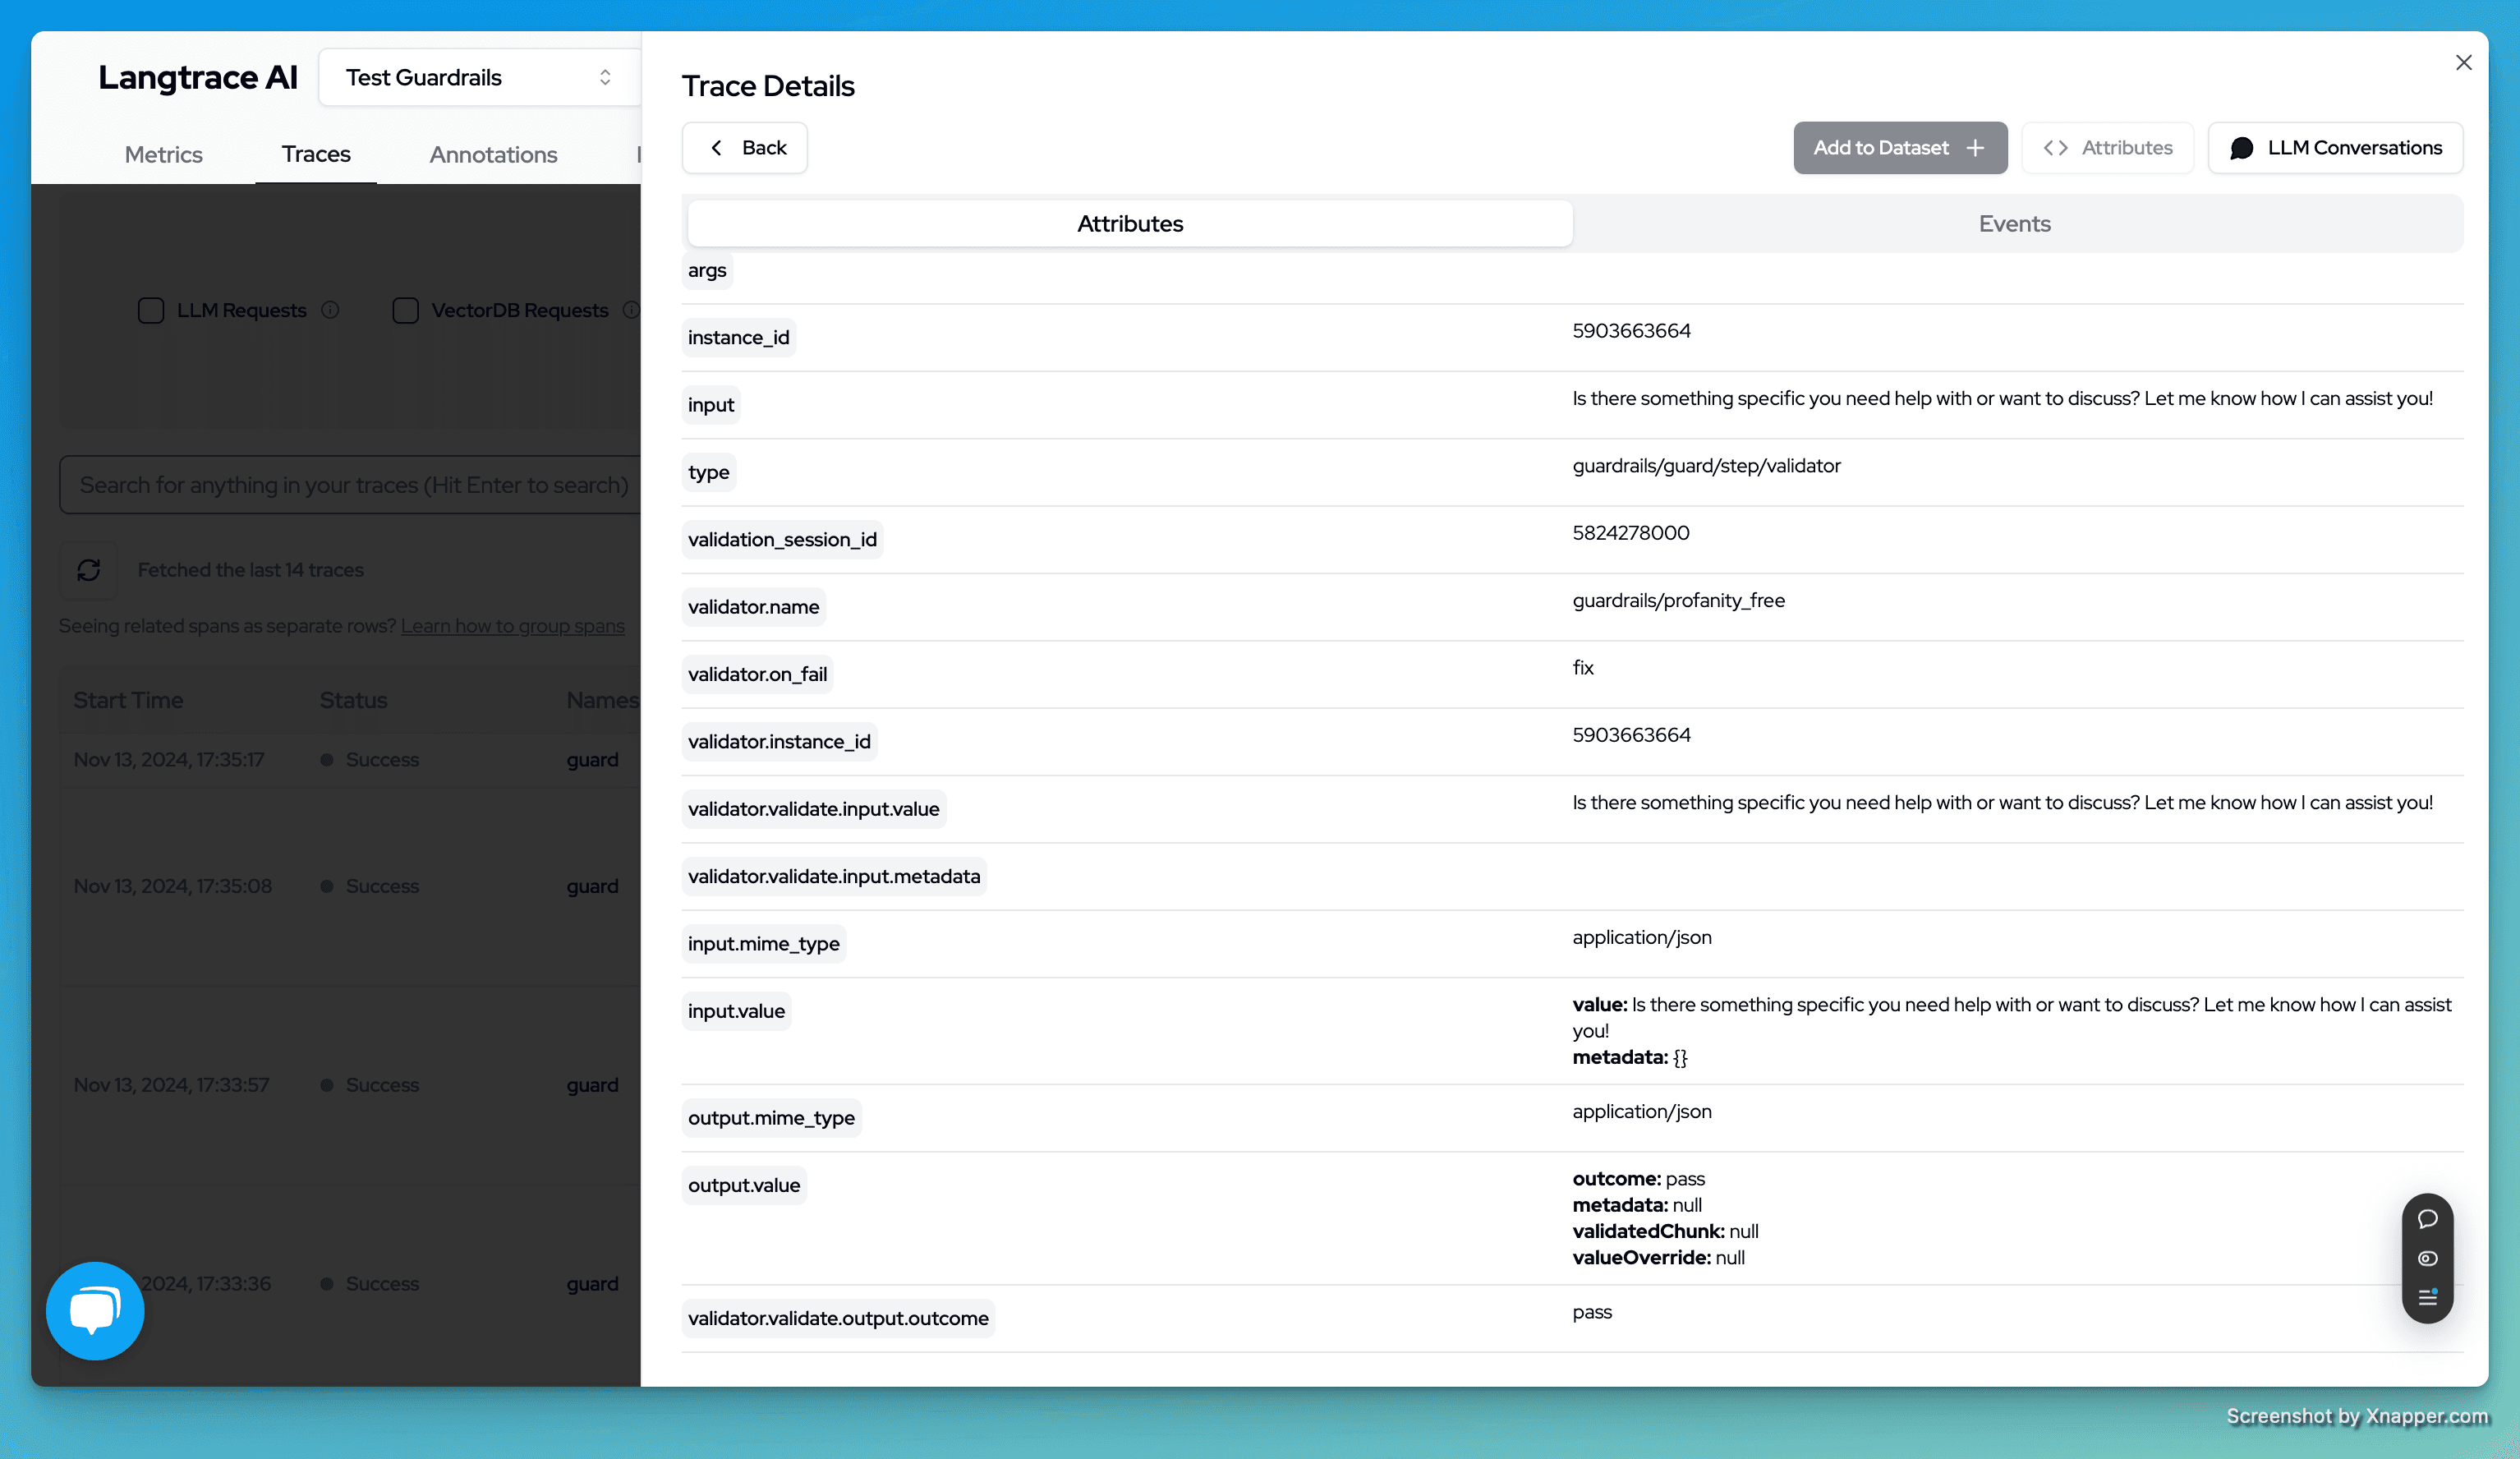 Langtrace AI
Test Guardrails
Metrics
Traces
Annotations
LLM Requests
VectorDB Requests
Search for anything in your traces (Hit Enter to search)
Fetched the last 14 traces
Seeing related spans as separate rows? Learn how to group spans
Start Time Status Names
Nov 13, 2024, 17:35:17 Success guard
Nov 13, 2024, 17:35:08 Success guard
Nov 13, 2024, 17:33:57 Success guard
2024, 17:33:36 Success guard
Trace Details
Back
Add to Dataset +
<> Attributes
LLM Conversations
Attributes
Events
args
instance_id 5903663664
input Is there something specific you need help with or want to discuss? Let me know how I can assist you!
type guardrails/guard/step/validator
validation_session_id 5824278000
validator.name guardrails/profanity_free
validator.on_fail fix
validator.instance_id 5903663664
validator.validate.input.value Is there something specific you need help with or want to discuss? Let me know how I can assist you!
validator.validate.input.metadata
input.mime_type application/json
input.value value: Is there something specific you need help with or want to discuss? Let me know how I can assist
you!
metadata: {}
output.mime_type application/json
output.value outcome: pass
metadata: null
validatedChunk: null
valueOverride: null
validator.validate.output.outcome pass
Screenshot by Xnapper.com